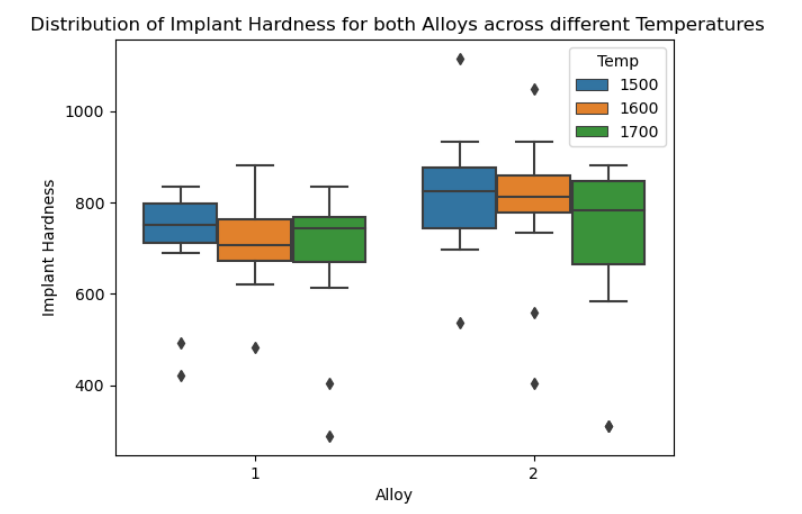 Distribution of Implant Hardness for both Alloys across different Temperatures
Temp
1500
1600
1700
1000
800
600
400
Implant Hardness
1
2
Alloy